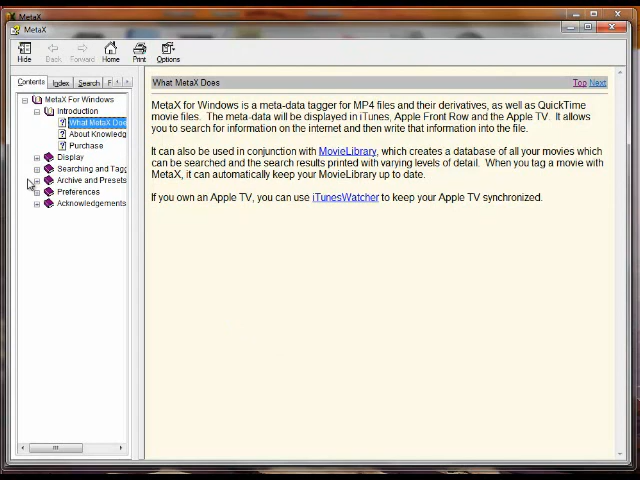 MetaX
MetaX
Hide
Back
Forward
Home
Print
Options
Contents
Index
Search
MetaX For Windows
Introduction
What MetaX Doe
About Knowledg
Purchase
Display
Searching and Tagg
Archive and Presets
Preferences
Acknowledgements
What MetaX Does
Top Next
MetaX for Windows is a meta-data tagger for MP4 files and their derivatives, as well as QuickTime
movie files. The meta-data will be displayed in iTunes, Apple Front Row and the Apple TV. It allows
you to search for information on the internet and then write that information into the file.
It can also be used in conjunction with MovieLibrary, which creates a database of all your movies which
can be searched and the search results printed with varying levels of detail. When you tag a movie with
MetaX, it can automatically keep your MovieLibrary up to date.
If you own an Apple TV, you can use iTunesWatcher to keep your Apple TV synchronized.